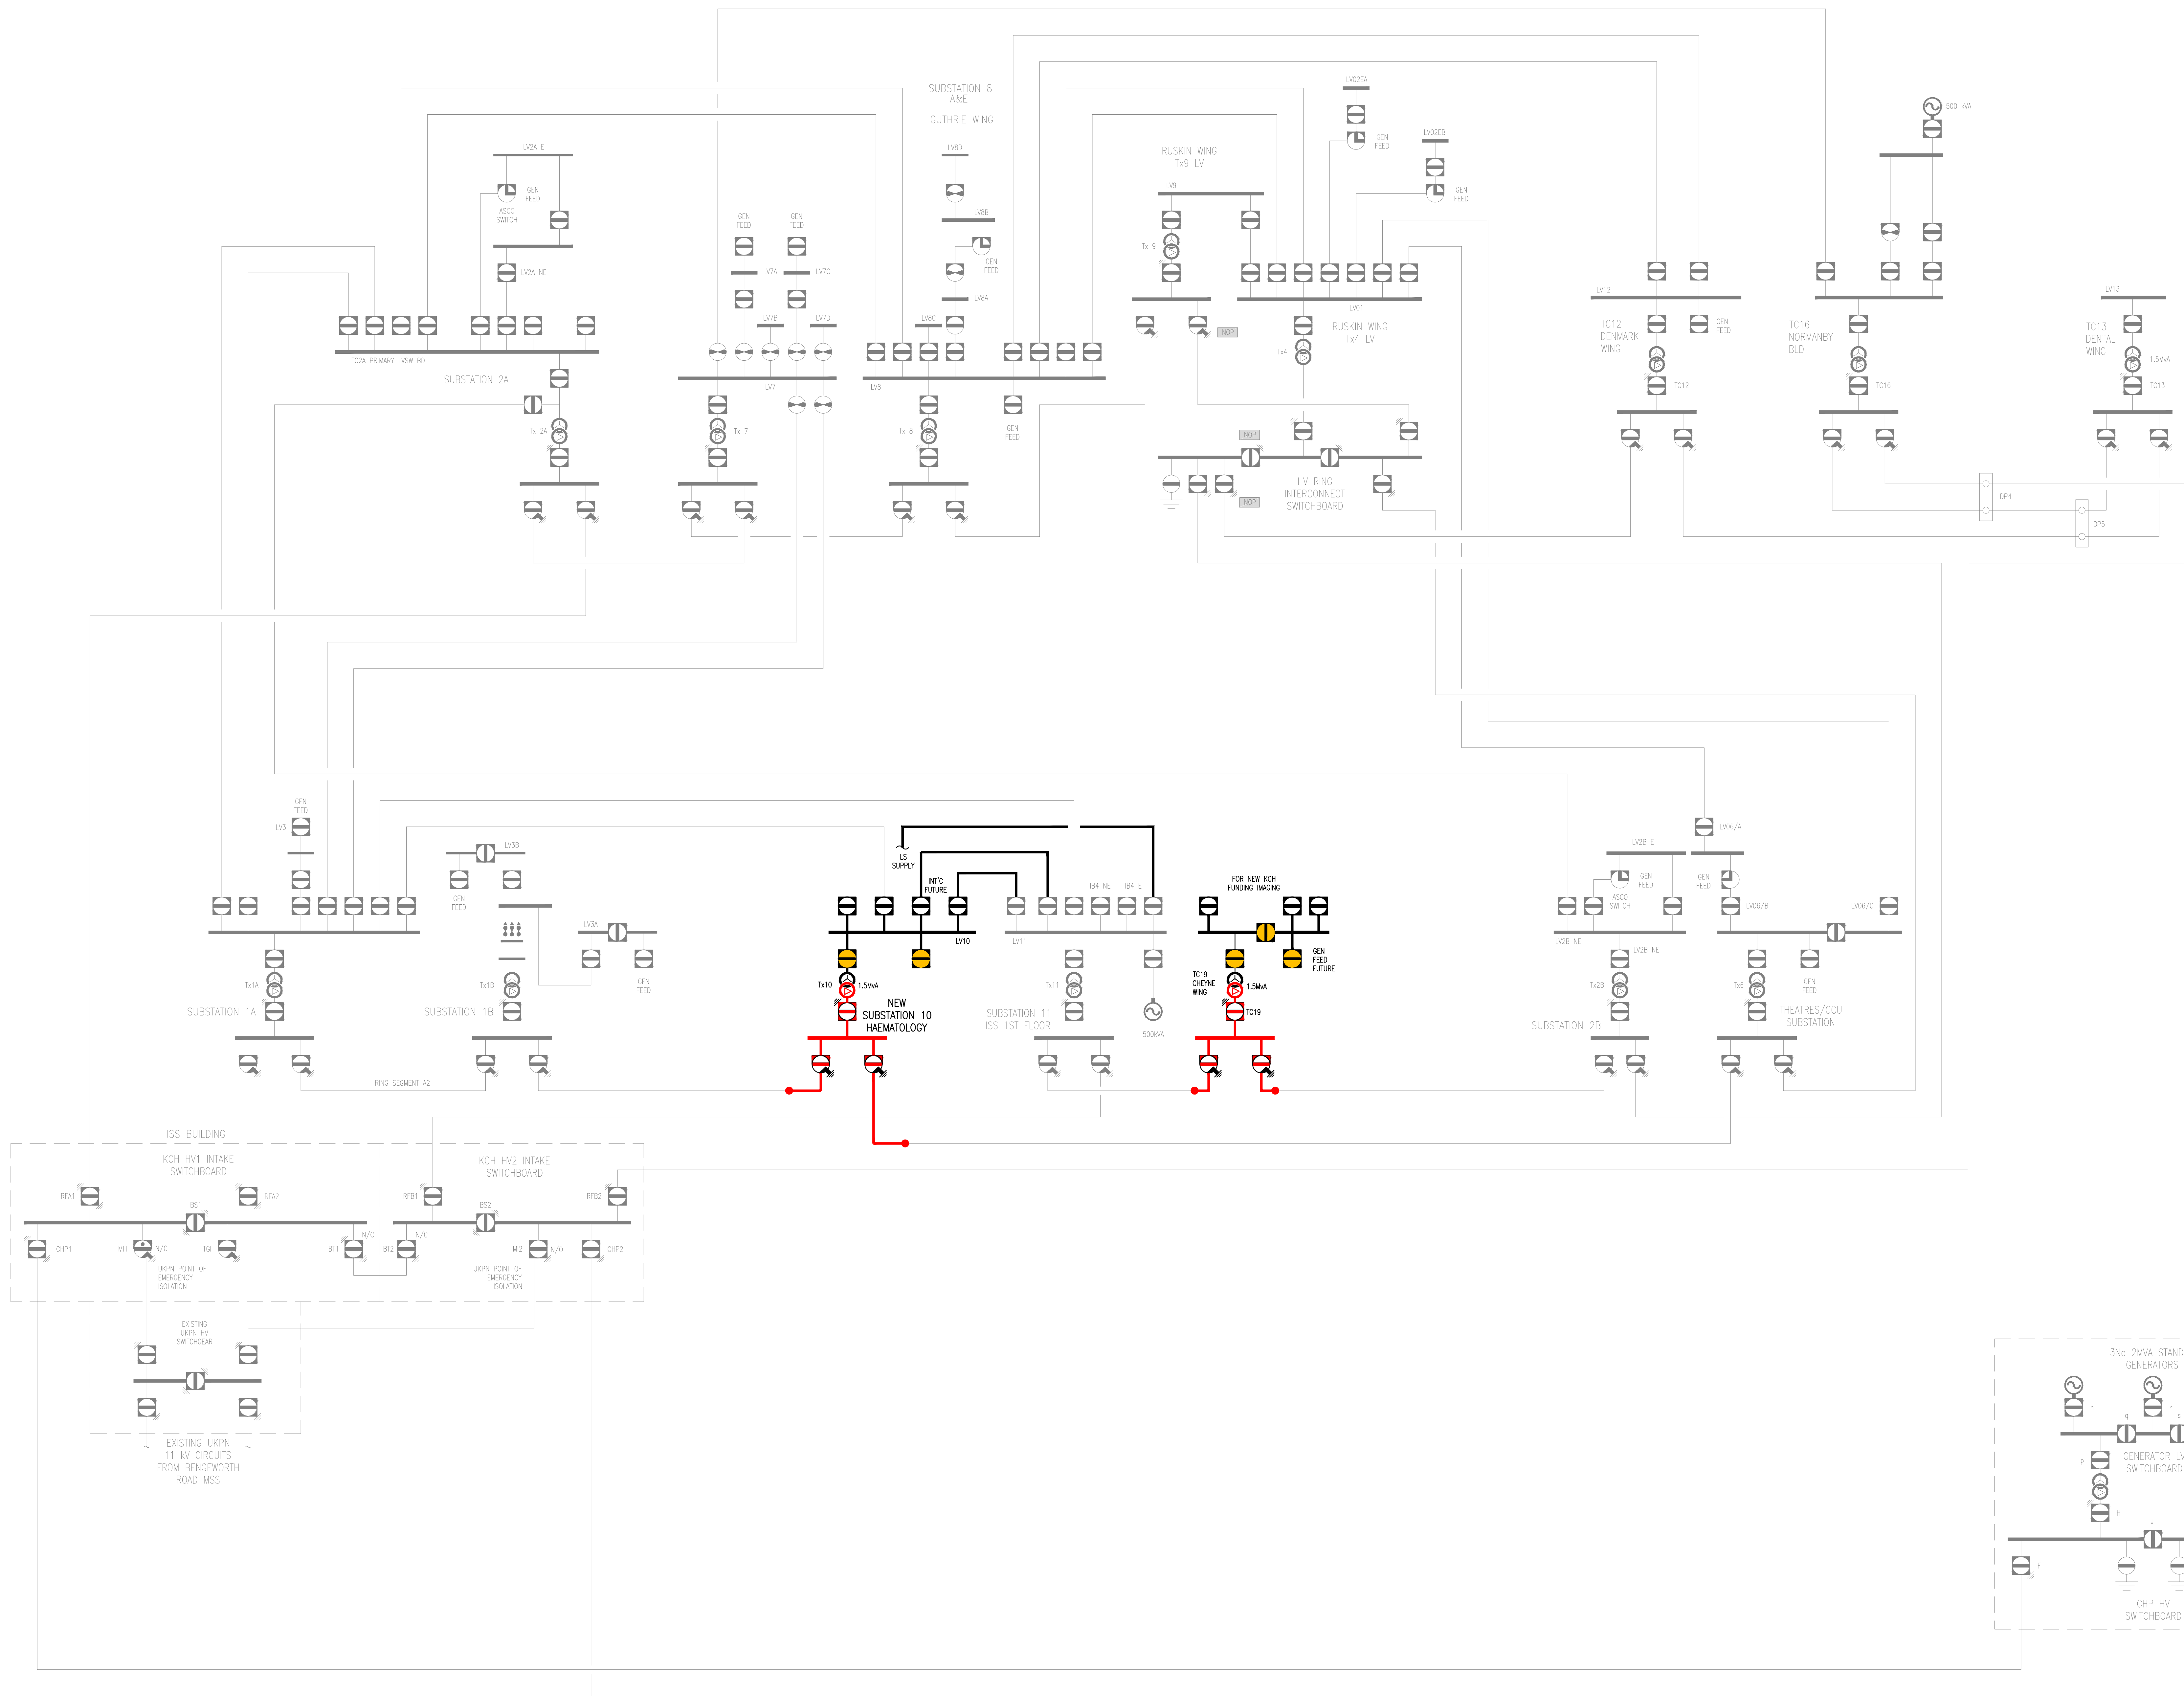 500 kVA
SUBSTATION 8
A&E
GUTHRIE WING
LV02EA
GEN
FEED
LV02EB
GEN
FEED
RUSKIN WING
Tx9 LV
LV2A E
GEN
FEED
ASCO
SWITCH
LV8D
LV8B
LV9
GEN
FEED
GEN
FEED
GEN
FEED
Tx 9
LV2A NE
LV7A
LV7C
LV8A
LV7B
LV7D
LV8C
NOP
LV01
RUSKIN WING
Tx4 LV
LV12
LV13
TC12
DENMARK
WING
GEN
FEED
TC16
NORMANBY
BLD
TC13
DENTAL
WING
TC2A PRIMARY LVSW BD
Tx4
1.5MvA
SUBSTATION 2A
LV7
LV8
TC12
TC16
TC13
Tx 2A
Tx 7
Tx 8
GEN
FEED
NOP
HV RING
INTERCONNECT
SWITCHBOARD
NOP
DP4
DP5
GEN
FEED
LV3
LV3B
LS
SUPPLY
INT'C
FUTURE
IB4 NE
IB4 E
FOR NEW KCH
FUNDING IMAGING
LV06/A
LV2B E
GEN
FEED
GEN
FEED
ASCO
SWITCH
GEN
FEED
LV3A
LV06/B
LV06/C
LV10
LV11
LV2B NE
LV2B NE
GEN
FEED
FUTURE
TC19
CHEYNE
WING
Tx1A
Tx1B
GEN
FEED
Tx10
1.5MvA
Tx11
1.5MvA
Tx2B
Tx6
GEN
FEED
SUBSTATION 1A
SUBSTATION 1B
NEW
SUBSTATION 10
HAEMATOLOGY
SUBSTATION 11
ISS 1ST FLOOR
500kVA
TC19
SUBSTATION 2B
THEATRES/CCU
SUBSTATION
RING SEGMENT A2
ISS BUILDING
KCH HV1 INTAKE
SWITCHBOARD
KCH HV2 INTAKE
SWITCHBOARD
RFA1
RFA2
RFB1
RFB2
BS1
BS2
CHP1
MI1
N/C
TGI
BT1
N/C
BT2
N/C
MI2
N/O
CHP2
UKPN POINT OF
EMERGENCY
ISOLATION
UKPN POINT OF
EMERGENCY
ISOLATION
EXISTING
UKPN HV
SWITCHGEAR
EXISTING UKPN
11 kV CIRCUITS
FROM BENGEWORTH
ROAD MSS
3No 2MVA STAND
GENERATORS
n
r
q
s
GENERATOR LV
SWITCHBOARD
p
H
J
F
CHP HV
SWITCHBOARD